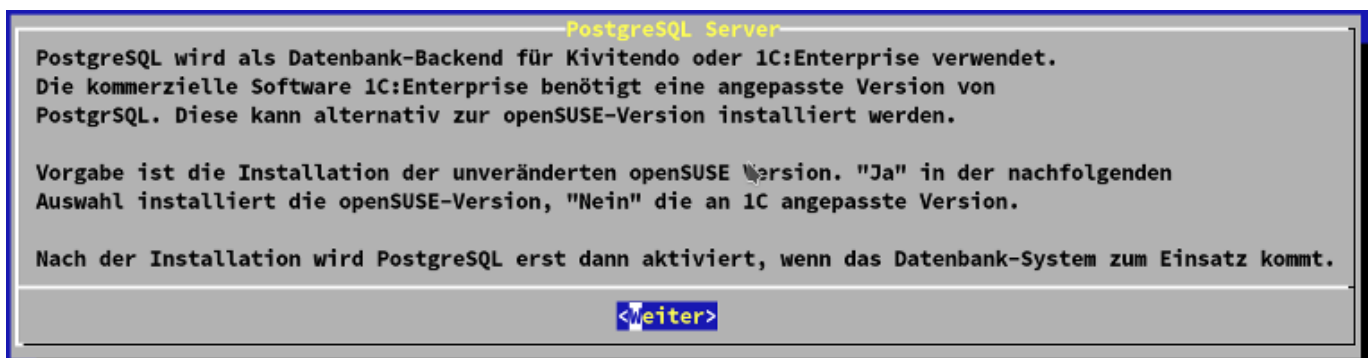 PostgreSQL Server
PostgreSQL wird als Datenbank-Backend für Kivitendo oder 1C:Enterprise verwendet.
Die kommerzielle Software 1C:Enterprise benötigt eine angepasste Version von
PostgrSQL. Diese kann alternativ zur openSUSE-Version installiert werden.
Vorgabe ist die Installation der unveränderten openSUSE Version. "Ja" in der nachfolgenden
Auswahl installiert die openSUSE-Version, "Nein" die an 1C angepasste Version.
Nach der Installation wird PostgreSQL erst dann aktiviert, wenn das Datenbank-System zum Einsatz kommt.
<Weiter>